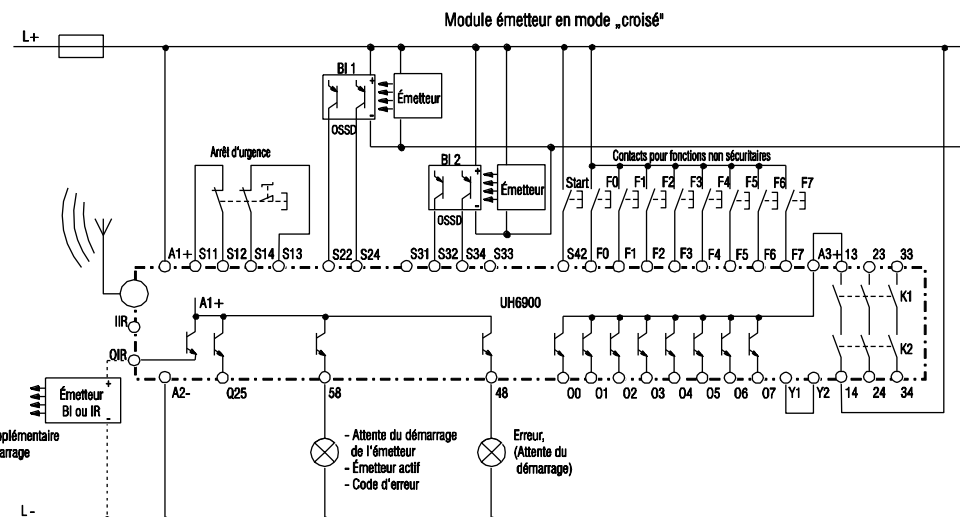 Module émetteur en mode „croisé"
L+
BI 1
Émetteur
OSSD
Arrêt d'urgence
BI 2
Émetteur
OSSD
Contacts pour fonctions non sécuritaires
Start F0 F1 F2 F3 F4 F5 F6 F7
A1+ S11 S12 S14 S13 S22 S24 S31 S32 S34 S33 S42 F0 F1 F2 F3 F4 F5 F6 F7 A3+ 13 23 33
A1+
UH6900
K1
IIR
K2
QIR
A2- Q25 58 48 00 01 02 03 04 05 06 07 Y1 Y2 14 24 34
+
Émetteur
BI ou IR
-
plémentaire
arrage
- Attente du démarrage
de l'émetteur
- Émetteur actif
- Code d'erreur
Erreur,
(Attente du
démarrage)
L-